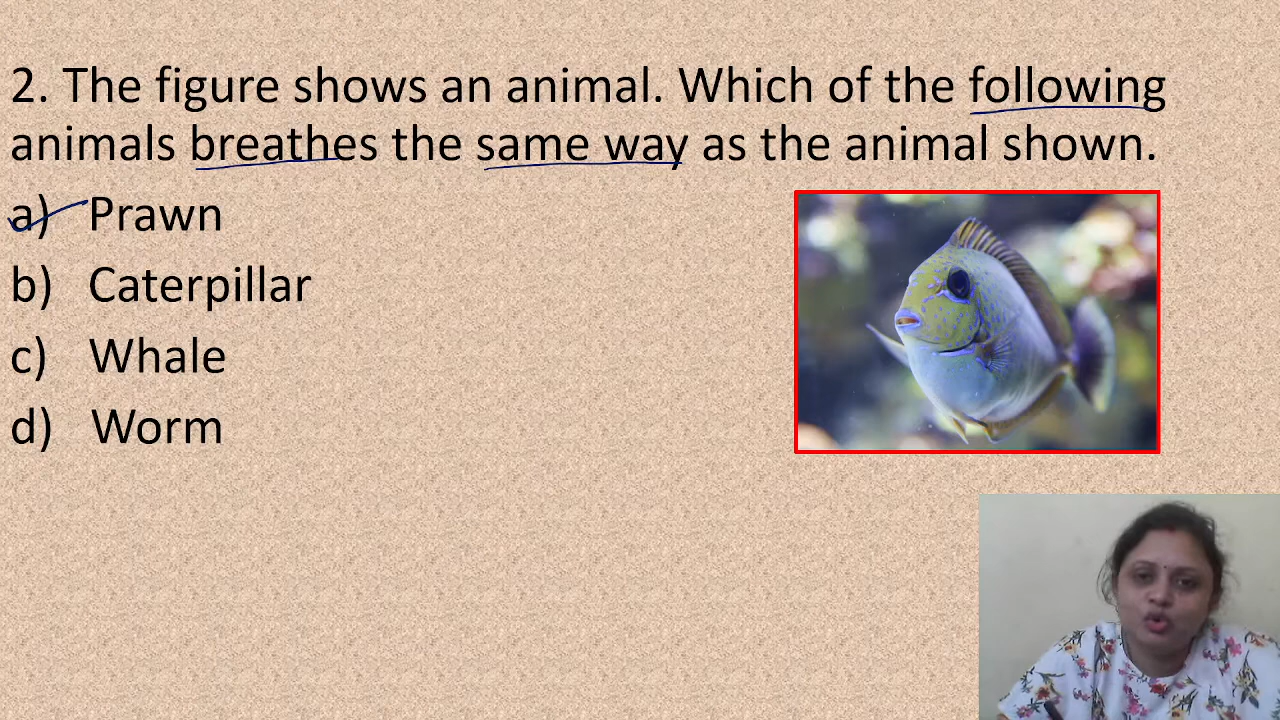 2. The figure shows an animal. Which of the following
animals breathes the same way as the animal shown.
a) Prawn
b) Caterpillar
c) Whale
d) Worm